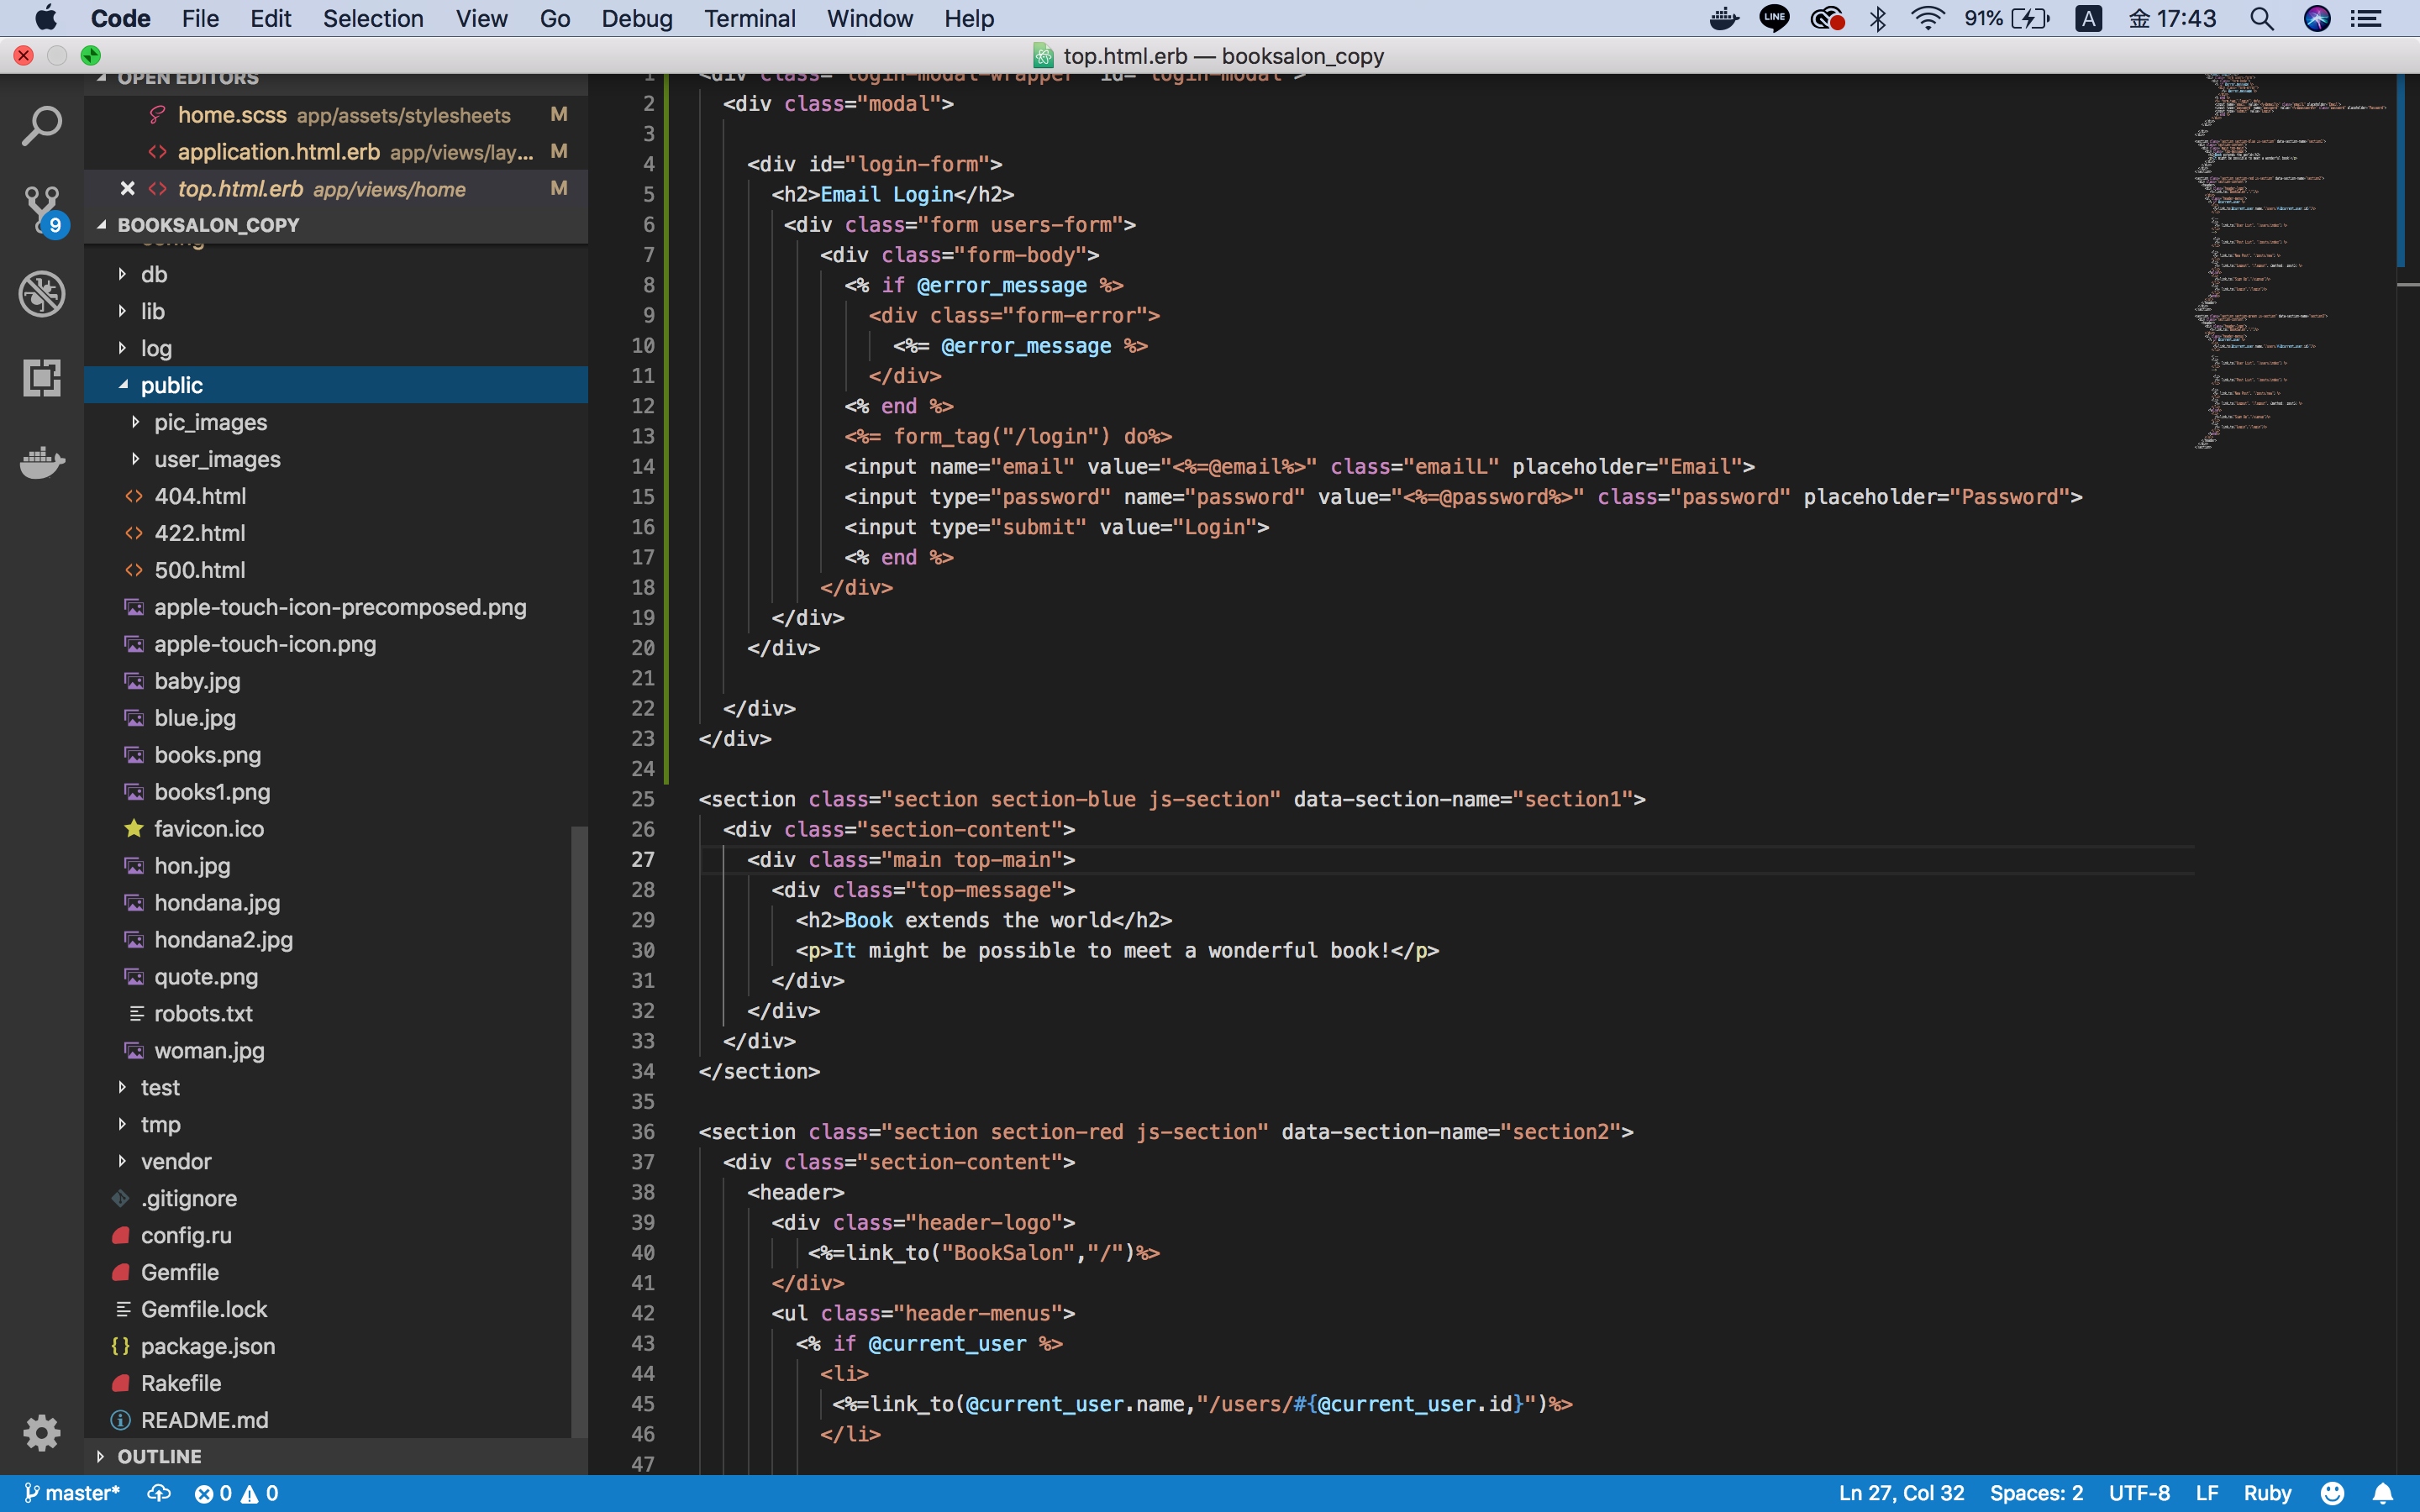 Code File Edit Selection View Go Debug Terminal Window Help
LINE 91% A 金 17:43
top.html.erb — booksalon_copy
OPEN EDITORS
home.scss app/assets/stylesheets M
application.html.erb app/views/lay... M
top.html.erb app/views/home M
9
BOOKSALON_COPY
config
db
lib
log
public
pic_images
user_images
404.html
422.html
500.html
apple-touch-icon-precomposed.png
apple-touch-icon.png
baby.jpg
blue.jpg
books.png
books1.png
favicon.ico
hon.jpg
hondana.jpg
hondana2.jpg
quote.png
robots.txt
woman.jpg
test
tmp
vendor
.gitignore
config.ru
Gemfile
Gemfile.lock
package.json
Rakefile
README.md
OUTLINE
1 <div class="login-modal-wrapper" id="login-modal">
2 <div class="modal">
3
4 <div id="login-form">
5 <h2>Email Login</h2>
6 <div class="form users-form">
7 <div class="form-body">
8 <% if @error_message %>
9 <div class="form-error">
10 <%= @error_message %>
11 </div>
12 <% end %>
13 <%= form_tag("/login") do%>
14 <input name="email" value="<%=@email%>" class="emailL" placeholder="Email">
15 <input type="password" name="password" value="<%=@password%>" class="password" placeholder="Password">
16 <input type="submit" value="Login">
17 <% end %>
18 </div>
19 </div>
20 </div>
21
22 </div>
23 </div>
24
25 <section class="section section-blue js-section" data-section-name="section1">
26 <div class="section-content">
27 <div class="main top-main">
28 <div class="top-message">
29 <h2>Book extends the world</h2>
30 <p>It might be possible to meet a wonderful book!</p>
31 </div>
32 </div>
33 </div>
34 </section>
35
36 <section class="section section-red js-section" data-section-name="section2">
37 <div class="section-content">
38 <header>
39 <div class="header-logo">
40 <%=link_to("BookSalon","/")%>
41 </div>
42 <ul class="header-menus">
43 <% if @current_user %>
44 <li>
45 <%=link_to(@current_user.name,"/users/#{@current_user.id}")%>
46 </li>
47
master* 0 0
Ln 27, Col 32 Spaces: 2 UTF-8 LF Ruby